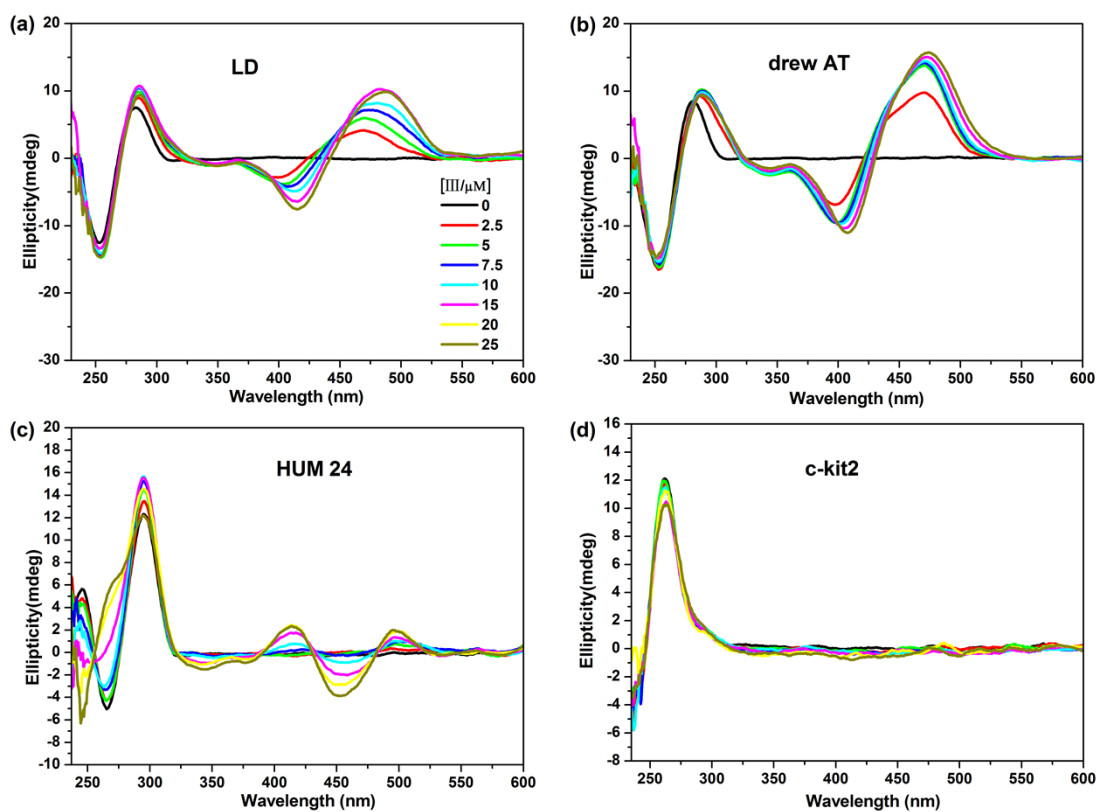 (a)
LD
Ellipticity(mdeg)
20
10
0
-10
-20
-30
[III/μM]
0
2.5
5
7.5
10
15
20
25
250 300 350 400 450 500 550 600
Wavelength (nm)
(b)
drew AT
Ellipticity(mdeg)
20
10
0
-10
-20
-30
250 300 350 400 450 500 550 600
Wavelength (nm)
(c)
HUM 24
Ellipticity(mdeg)
20
18
16
14
12
10
8
6
4
2
0
-2
-4
-6
-8
-10
250 300 350 400 450 500 550 600
Wavelength (nm)
(d)
c-kit2
Ellipticity(mdeg)
16
14
12
10
8
6
4
2
0
-2
-4
-6
-8
250 300 350 400 450 500 550 600
Wavelength (nm)